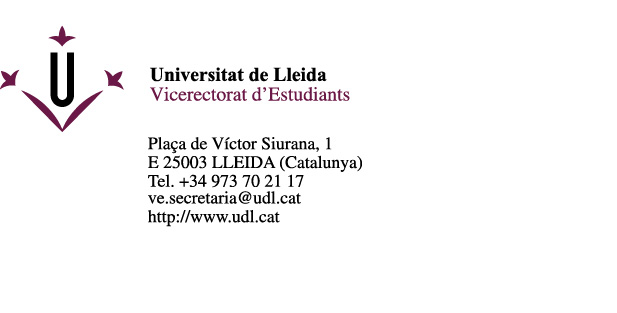 U
Universitat de Lleida
Vicerectorat d’Estudiants
Plaça de Víctor Siurana, 1
E 25003 LLEIDA (Catalunya)
Tel. +34 973 70 21 17
ve.secretaria@udl.cat
http://www.udl.cat